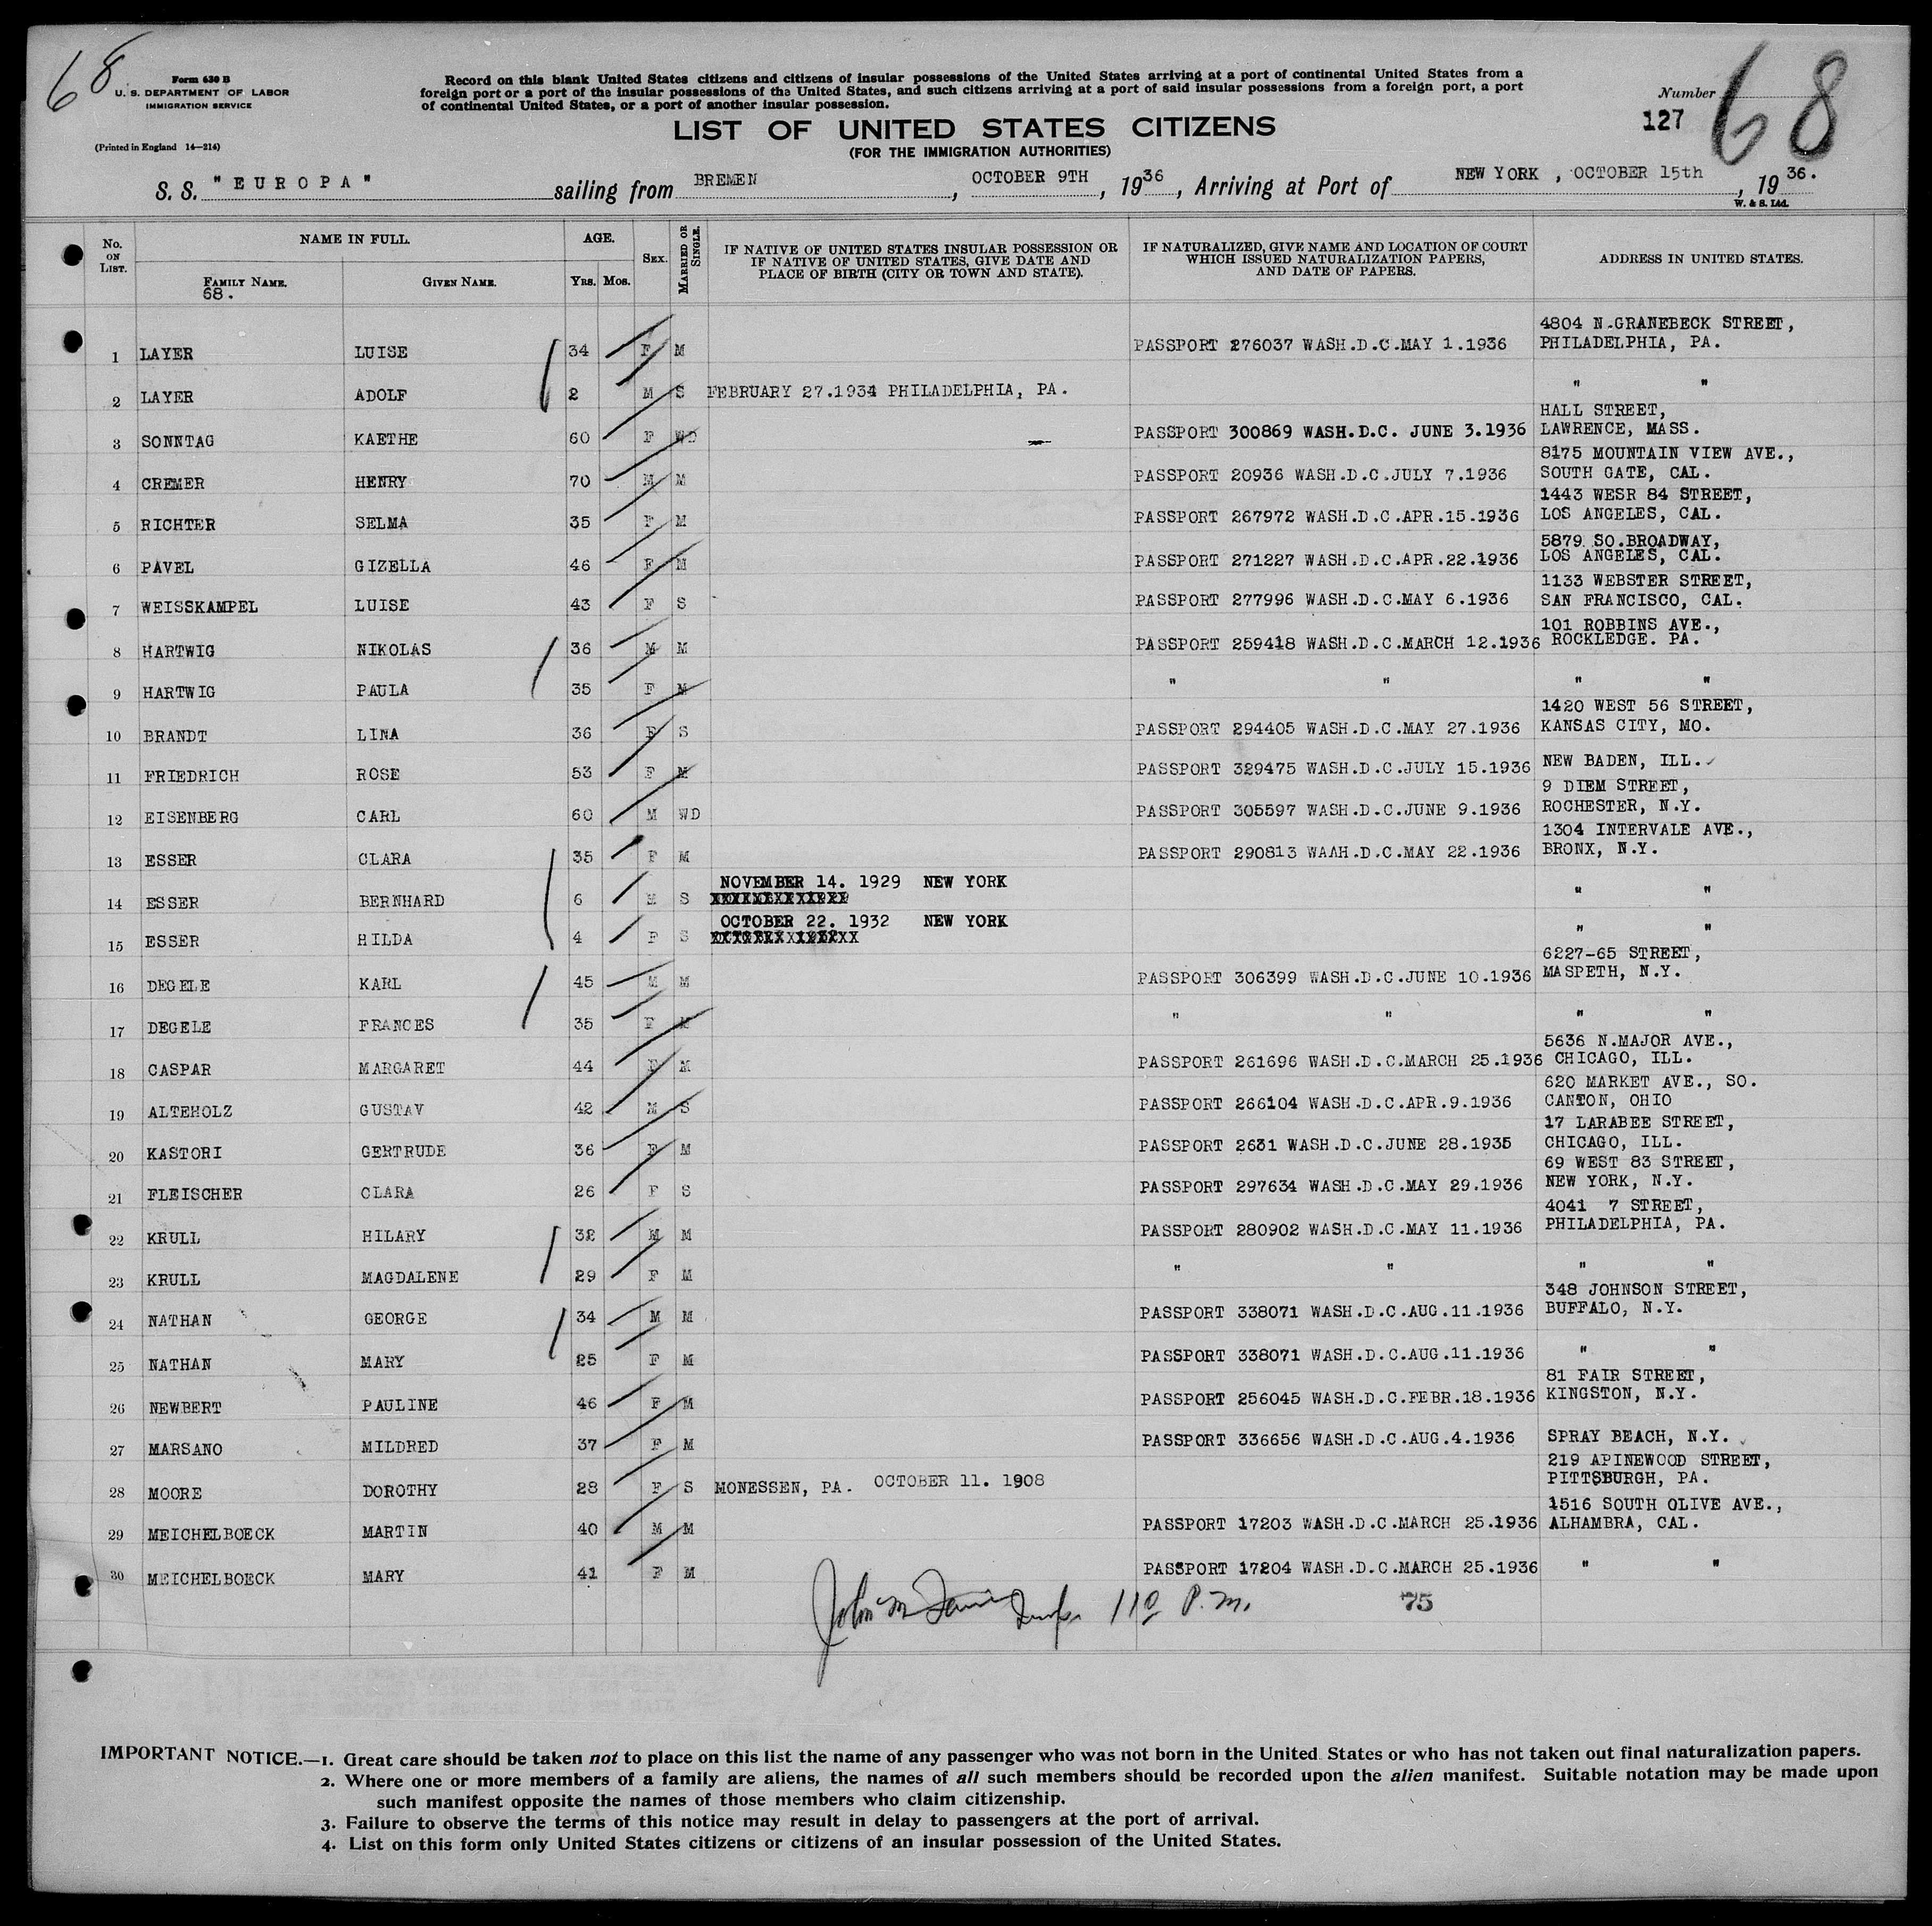 68
68
Form 630 B
U. S. DEPARTMENT OF LABOR
IMMIGRATION SERVICE
(Printed in England 14—214)
Record on this blank United States citizens and citizens of insular possessions of the United States arriving at a port of continental United States from a
foreign port or a port of the insular possessions of the United States, and such citizens arriving at a port of said insular possessions from a foreign port, a port
of continental United States, or a port of another insular possession.
Number
127
LIST OF UNITED STATES CITIZENS
(FOR THE IMMIGRATION AUTHORITIES)
S. S. "EUROPA" sailing from BREMEN, OCTOBER 9TH, 1936, Arriving at Port of NEW YORK, OCTOBER 15th, 1936.
W. & S. Ltd.
No. ON LIST. NAME IN FULL. AGE. SEX. MARRIED OR SINGLE. IF NATIVE OF UNITED STATES INSULAR POSSESSION OR IF NATIVE OF UNITED STATES, GIVE DATE AND PLACE OF BIRTH (CITY OR TOWN AND STATE). IF NATURALIZED, GIVE NAME AND LOCATION OF COURT WHICH ISSUED NATURALIZATION PAPERS, AND DATE OF PAPERS. ADDRESS IN UNITED STATES.
FAMILY NAME. GIVEN NAME. YRS. MOS.
68.
1 LAYER LUISE 34 F M PASSPORT 276037 WASH.D.C.MAY 1.1936 4804 N.GRANEBECK STREET, PHILADELPHIA, PA.
2 LAYER ADOLF 2 M S FEBRUARY 27.1934 PHILADELPHIA, PA. " "
3 SONNTAG KAETHE 60 F WD PASSPORT 300869 WASH.D.C. JUNE 3.1936 HALL STREET, LAWRENCE, MASS.
4 CREMER HENRY 70 M M PASSPORT 20936 WASH.D.C.JULY 7.1936 8175 MOUNTAIN VIEW AVE., SOUTH GATE, CAL.
5 RICHTER SELMA 35 F M PASSPORT 267972 WASH.D.C.APR.15.1936 1443 WESR 84 STREET, LOS ANGELES, CAL.
6 PAVEL GIZELLA 46 F M PASSPORT 271227 WASH.D.C.APR.22.1936 5879 SO.BROADWAY, LOS ANGELES, CAL.
7 WEISSKAMPEL LUISE 43 F S PASSPORT 277996 WASH.D.C.MAY 6.1936 1133 WEBSTER STREET, SAN FRANCISCO, CAL.
8 HARTWIG NIKOLAS 36 M M PASSPORT 259418 WASH.D.C.MARCH 12.1936 101 ROBBINS AVE., ROCKLEDGE. PA.
9 HARTWIG PAULA 35 F M " " " "
10 BRANDT LINA 36 F S PASSPORT 294405 WASH.D.C.MAY 27.1936 1420 WEST 56 STREET, KANSAS CITY, MO.
11 FRIEDRICH ROSE 53 F M PASSPORT 329475 WASH.D.C.JULY 15.1936 NEW BADEN, ILL.
12 EISENBERG CARL 60 M WD PASSPORT 305597 WASH.D.C.JUNE 9.1936 9 DIEM STREET, ROCHESTER, N.Y.
13 ESSER CLARA 35 F M PASSPORT 290813 WAAH.D.C.MAY 22.1936 1304 INTERVALE AVE., BRONX, N.Y.
14 ESSER BERNHARD 6 M S NOVEMBER 14. 1929 NEW YORK " "
15 ESSER HILDA 4 F S OCTOBER 22. 1932 NEW YORK " "
16 DEGELE KARL 45 M M PASSPORT 306399 WASH.D.C.JUNE 10.1936 6227-65 STREET, MASPETH, N.Y.
17 DEGELE FRANCES 35 F M " " " "
18 CASPAR MARGARET 44 F M PASSPORT 261696 WASH.D.C.MARCH 25.1936 5636 N.MAJOR AVE., CHICAGO, ILL.
19 ALTEHOLZ GUSTAV 42 M S PASSPORT 266104 WASH.D.C.APR.9.1936 620 MARKET AVE., SO. CANTON, OHIO
20 KASTORI GERTRUDE 36 F M PASSPORT 2631 WASH.D.C.JUNE 28.1935 17 LARABEE STREET, CHICAGO, ILL.
21 FLEISCHER CLARA 26 F S PASSPORT 297634 WASH.D.C.MAY 29.1936 69 WEST 83 STREET, NEW YORK, N.Y.
22 KRULL HILARY 32 M M PASSPORT 280902 WASH.D.C.MAY 11.1936 4041 7 STREET, PHILADELPHIA, PA.
23 KRULL MAGDALENE 29 F M " " " "
24 NATHAN GEORGE 34 M M PASSPORT 338071 WASH.D.C.AUG.11.1936 348 JOHNSON STREET, BUFFALO, N.Y.
25 NATHAN MARY 25 F M PASSPORT 338071 WASH.D.C.AUG.11.1936 " "
26 NEWBERT PAULINE 46 F M PASSPORT 256045 WASH.D.C.FEBR.18.1936 81 FAIR STREET, KINGSTON, N.Y.
27 MARSANO MILDRED 37 F M PASSPORT 336656 WASH.D.C.AUG.4.1936 SPRAY BEACH, N.Y.
28 MOORE DOROTHY 28 F S MONESSEN, PA. OCTOBER 11. 1908 219 APINEWOOD STREET, PITTSBURGH, PA.
29 MEICHELBOECK MARTIN 40 M M PASSPORT 17203 WASH.D.C.MARCH 25.1936 1516 SOUTH OLIVE AVE., ALHAMBRA, CAL.
30 MEICHELBOECK MARY 41 F M PASSPORT 17204 WASH.D.C.MARCH 25.1936 " "
John M 110 P.M. 75
IMPORTANT NOTICE.—1. Great care should be taken not to place on this list the name of any passenger who was not born in the United States or who has not taken out final naturalization papers.
2. Where one or more members of a family are aliens, the names of all such members should be recorded upon the alien manifest. Suitable notation may be made upon
such manifest opposite the names of those members who claim citizenship.
3. Failure to observe the terms of this notice may result in delay to passengers at the port of arrival.
4. List on this form only United States citizens or citizens of an insular possession of the United States.